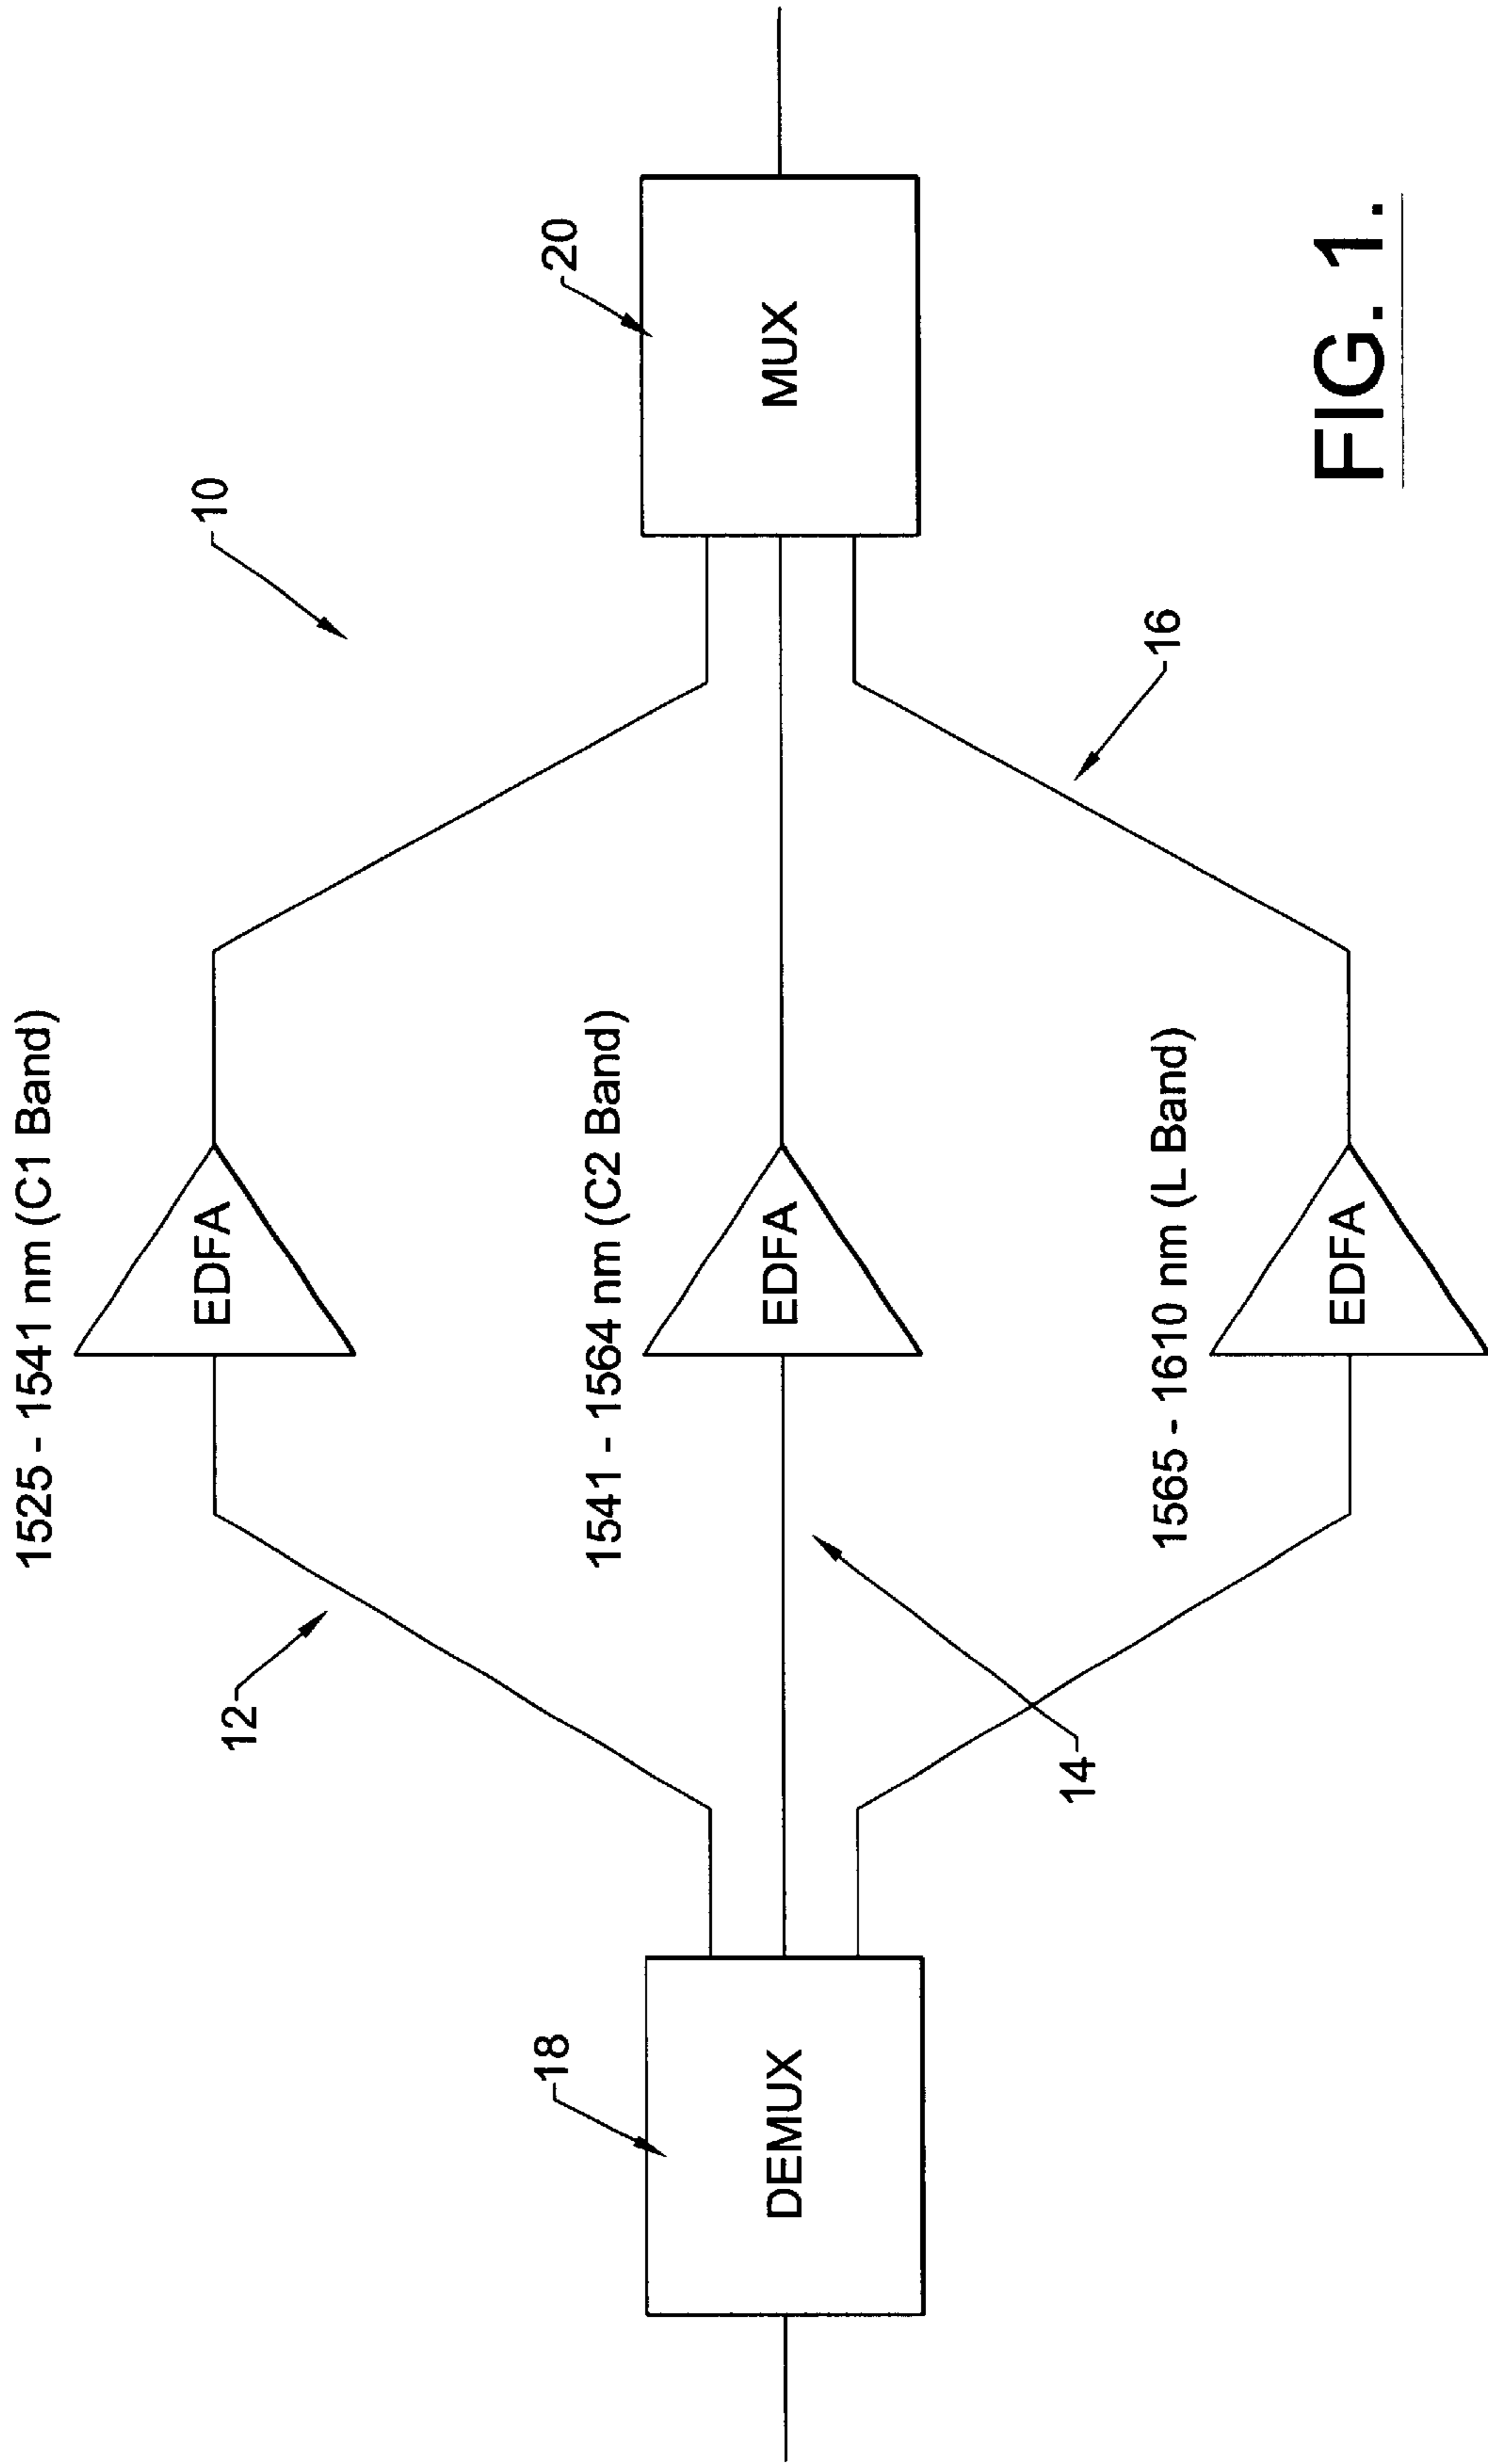 1525 - 1541 nm (C1 Band)
10
EDFA
12
20
1541 - 1564 nm (C2 Band)
18
DEMUX
EDFA
MUX
14
16
1565 - 1610 nm (L Band)
EDFA
FIG. 1.